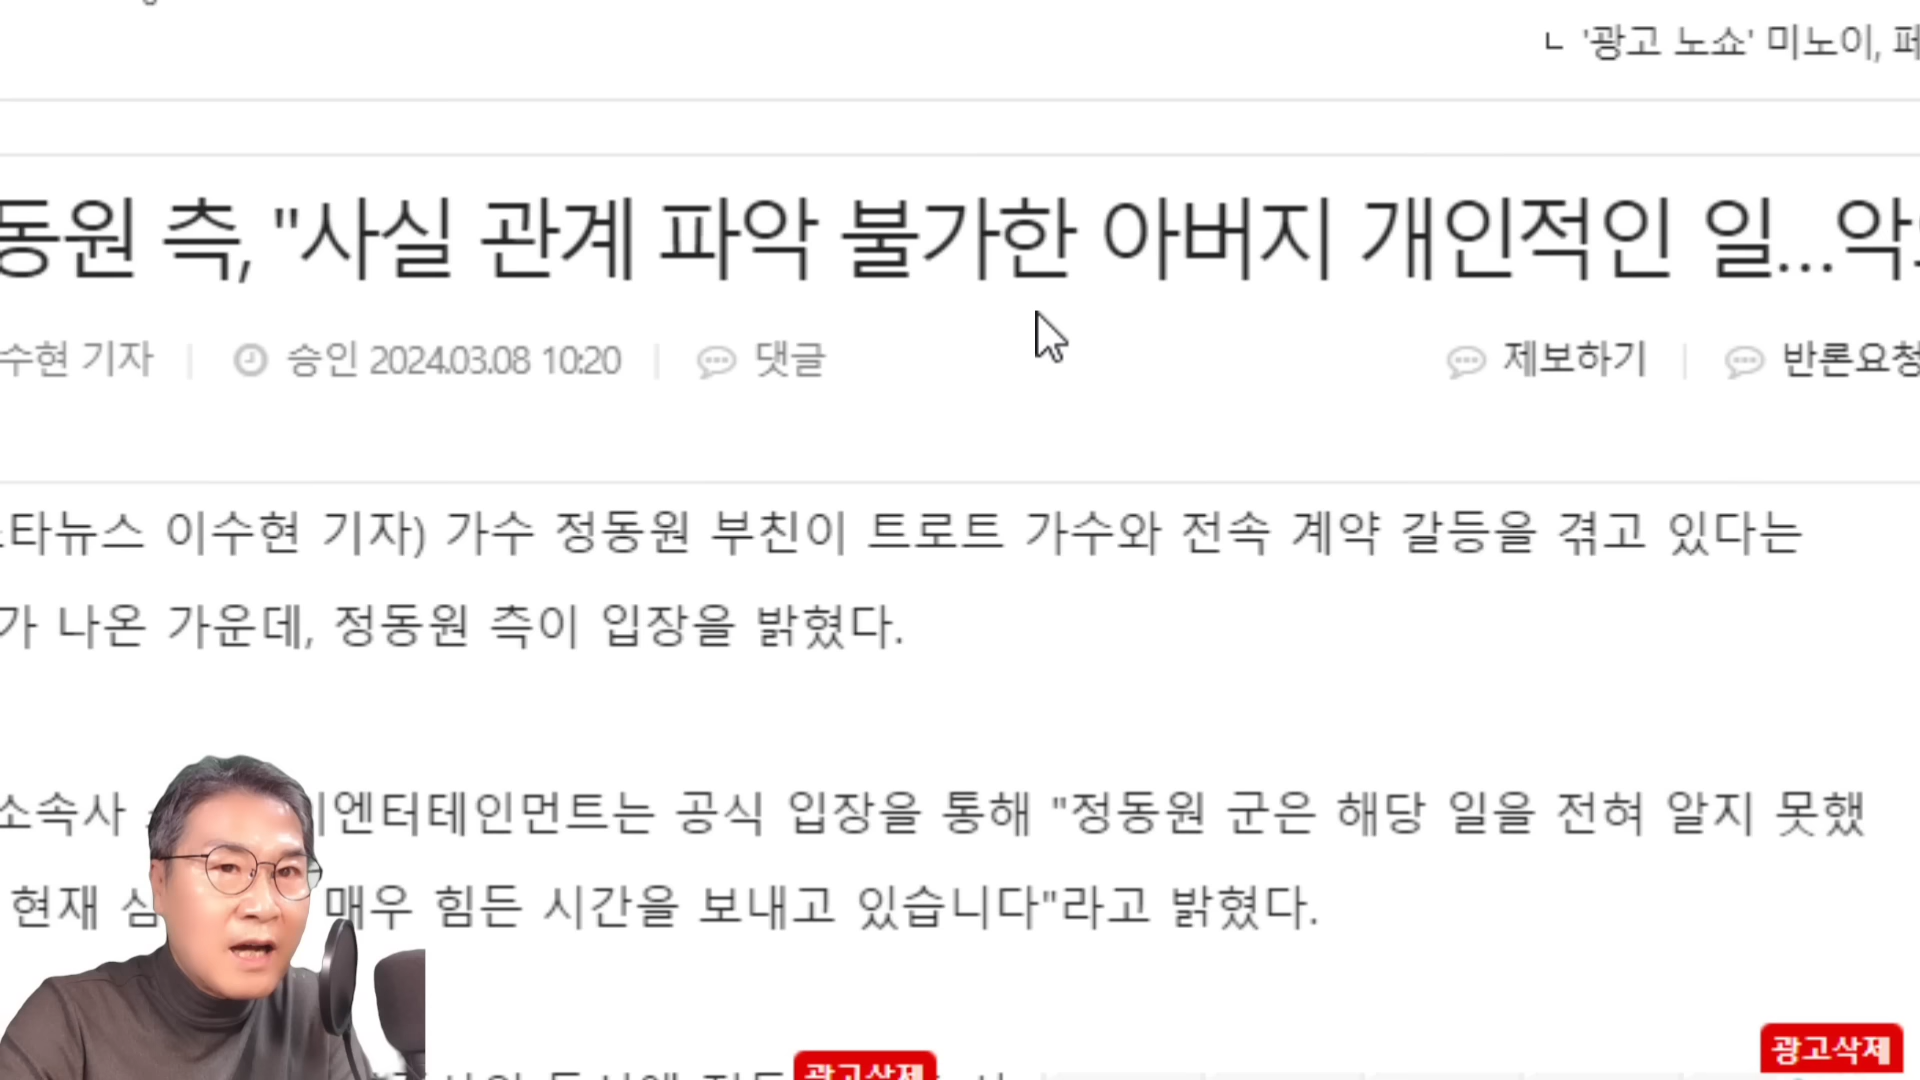 ㄴ '광고 노쇼' 미노이,
동원 측, "사실 관계 파악 불가한 아버지 개인적인 일...
수현 기자 | 승인 2024.03.08 10:20 | 댓글
제보하기 | 반론요청
타뉴스 이수현 기자) 가수 정동원 부친이 트로트 가수와 전속 계약 갈등을 겪고 있다는
가 나온 가운데, 정동원 측이 입장을 밝혔다.
소속사 엔터테인먼트는 공식 입장을 통해 "정동원 군은 해당 일을 전혀 알지 못했
현재 매우 힘든 시간을 보내고 있습니다"라고 밝혔다.
광고삭제
광고삭제